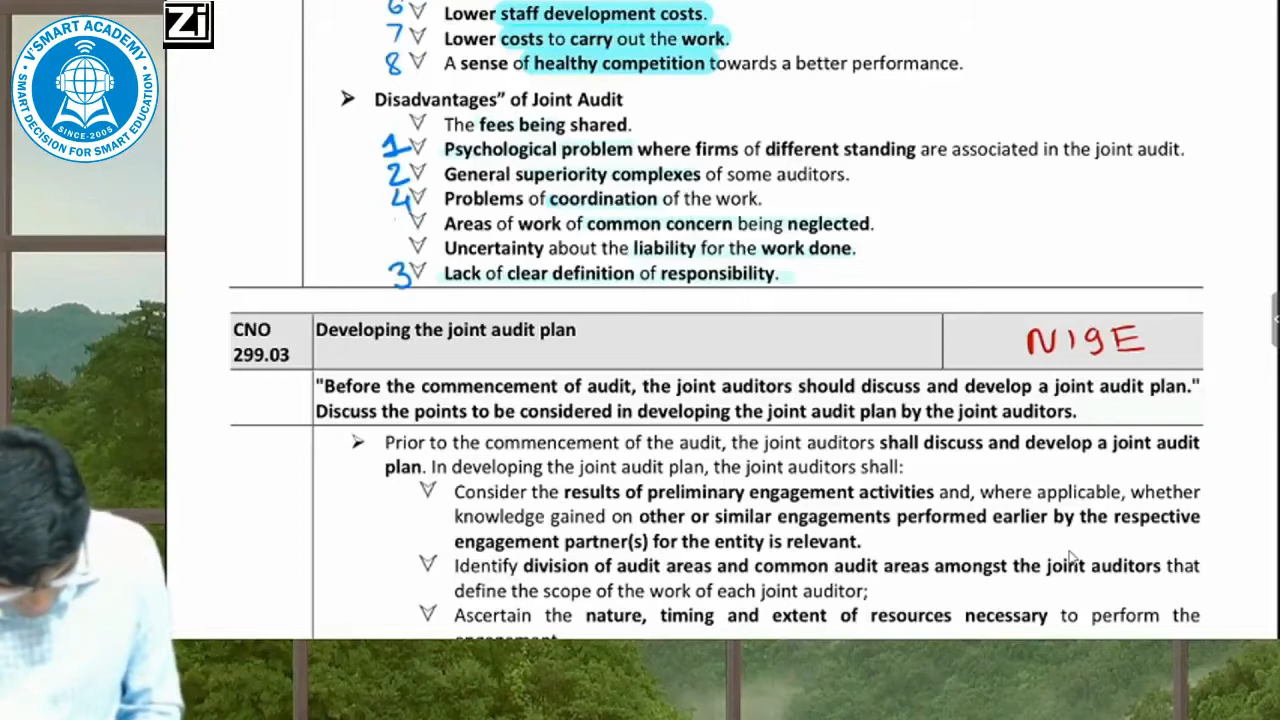 V'SMART ACADEMY
SMART DECISION FOR SMART EDUCATION
SINCE-2005
Zj
6 Lower staff development costs.
7 Lower costs to carry out the work.
8 A sense of healthy competition towards a better performance.
Disadvantages” of Joint Audit
The fees being shared.
1 Psychological problem where firms of different standing are associated in the joint audit.
2 General superiority complexes of some auditors.
4 Problems of coordination of the work.
Areas of work of common concern being neglected.
Uncertainty about the liability for the work done.
3 Lack of clear definition of responsibility.
CNO Developing the joint audit plan N19E
299.03
"Before the commencement of audit, the joint auditors should discuss and develop a joint audit plan."
Discuss the points to be considered in developing the joint audit plan by the joint auditors.
Prior to the commencement of the audit, the joint auditors shall discuss and develop a joint audit
plan. In developing the joint audit plan, the joint auditors shall:
Consider the results of preliminary engagement activities and, where applicable, whether
knowledge gained on other or similar engagements performed earlier by the respective
engagement partner(s) for the entity is relevant.
Identify division of audit areas and common audit areas amongst the joint auditors that
define the scope of the work of each joint auditor;
Ascertain the nature, timing and extent of resources necessary to perform the